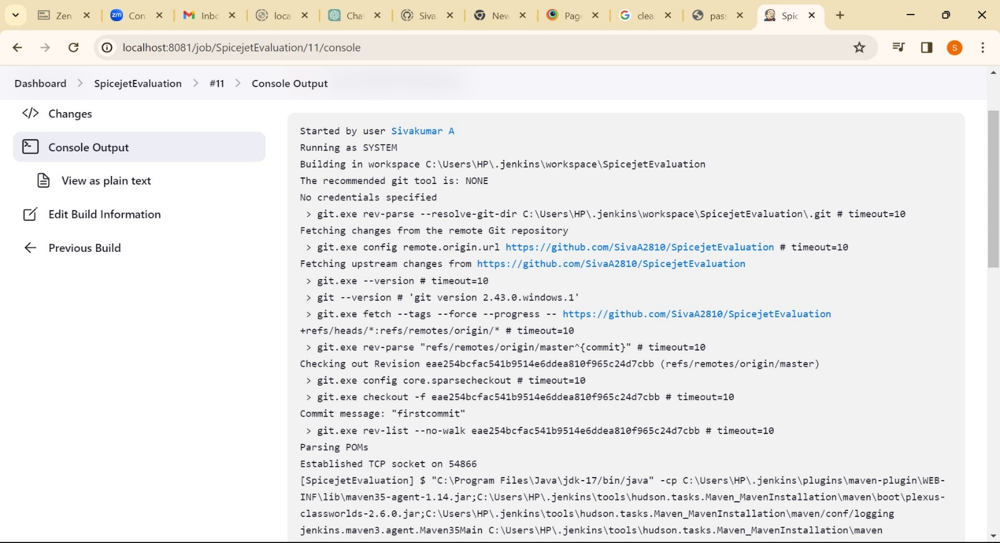 Zen
zm Con
Inbc
loca
Chat
Siva
New
Page
clea
pas
Spic
localhost:8081/job/SpicejetEvaluation/11/console
S
Dashboard > SpicejetEvaluation > #11 > Console Output
</> Changes
Console Output
View as plain text
Edit Build Information
Previous Build
Started by user Sivakumar A
Running as SYSTEM
Building in workspace C:\Users\HP\.jenkins\workspace\SpicejetEvaluation
The recommended git tool is: NONE
No credentials specified
> git.exe rev-parse --resolve-git-dir C:\Users\HP\.jenkins\workspace\SpicejetEvaluation\.git # timeout=10
Fetching changes from the remote Git repository
> git.exe config remote.origin.url https://github.com/SivaA2810/SpicejetEvaluation # timeout=10
Fetching upstream changes from https://github.com/SivaA2810/SpicejetEvaluation
> git.exe --version # timeout=10
> git --version # 'git version 2.43.0.windows.1'
> git.exe fetch --tags --force --progress -- https://github.com/SivaA2810/SpicejetEvaluation
+refs/heads/*:refs/remotes/origin/* # timeout=10
> git.exe rev-parse "refs/remotes/origin/master^{commit}" # timeout=10
Checking out Revision eae254bcfac541b9514e6ddea810f965c24d7cbb (refs/remotes/origin/master)
> git.exe config core.sparsecheckout # timeout=10
> git.exe checkout -f eae254bcfac541b9514e6ddea810f965c24d7cbb # timeout=10
Commit message: "firstcommit"
> git.exe rev-list --no-walk eae254bcfac541b9514e6ddea810f965c24d7cbb # timeout=10
Parsing POMs
Established TCP socket on 54866
[SpicejetEvaluation] $ "C:\Program Files\Java\jdk-17/bin/java" -cp C:\Users\HP\.jenkins\plugins\maven-plugin\WEB-
INF\lib\maven35-agent-1.14.jar;C:\Users\HP\.jenkins\tools\hudson.tasks.Maven_MavenInstallation\maven\boot\plexus-
classworlds-2.6.0.jar;C:\Users\HP\.jenkins\tools\hudson.tasks.Maven_MavenInstallation\maven/conf/logging
jenkins.maven3.agent.Maven35Main C:\Users\HP\.jenkins\tools\hudson.tasks.Maven_MavenInstallation\maven